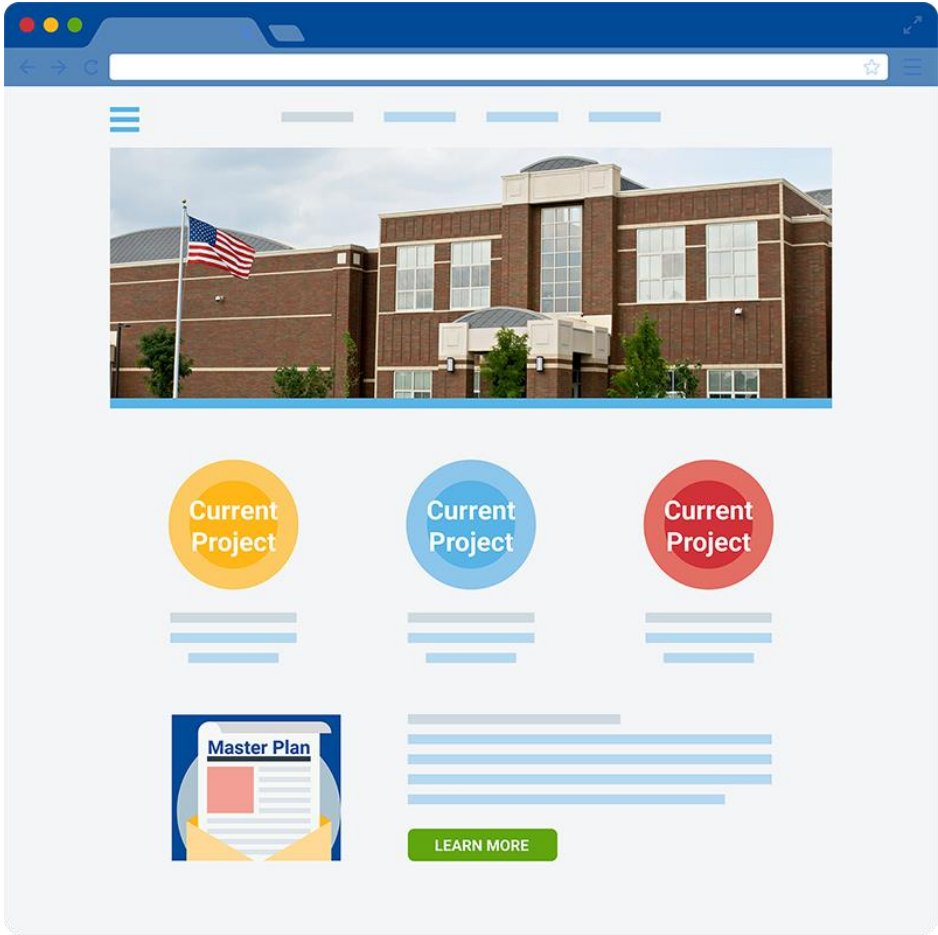 Current
Project
Current
Project
Current
Project
Master Plan
LEARN MORE